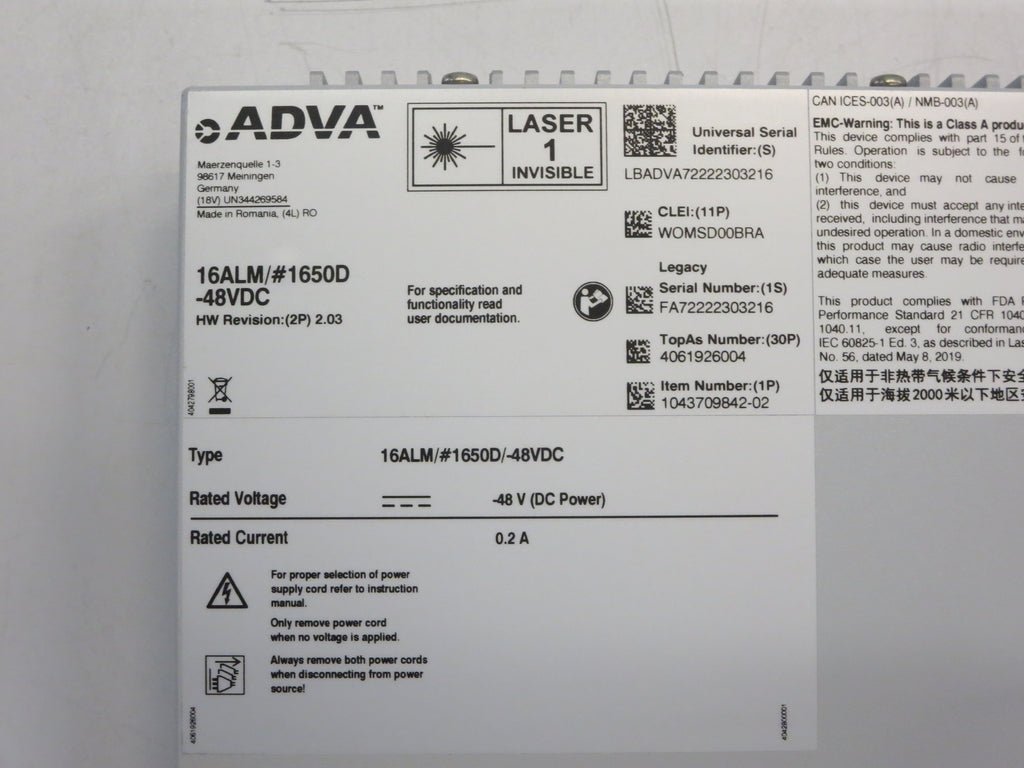 ADVA™
Maerzenquelle 1-3
98617 Meiningen
Germany
(18V) UN344269584
Made in Romania, (4L) RO
LASER
1
INVISIBLE
Universal Serial
Identifier:(S)
LBADVA72222303216
CLEI:(11P)
WOMSD00BRA
16ALM/#1650D
-48VDC
HW Revision:(2P) 2.03
For specification and
functionality read
user documentation.
Legacy
Serial Number:(1S)
FA72222303216
TopAs Number:(30P)
4061926004
Item Number:(1P)
1043709842-02
4042798001
CAN ICES-003(A) / NMB-003(A)
EMC-Warning: This is a Class A
This device complies with part 15
Rules. Operation is subject to the
two conditions:
(1) This device may not cause
interference, and
(2) this device must accept any
received, including interference that
undesired operation. In a domestic
this product may cause radio
which case the user may be
adequate measures.
This product complies with FDA
Performance Standard 21 CFR
1040.11, except for
IEC 60825-1 Ed. 3, as described in
No. 56, dated May 8, 2019.
仅适用于非热带气候条件下安
仅适用于海拔2000米以下地区
Type 16ALM/#1650D/-48VDC
Rated Voltage -48 V (DC Power)
Rated Current 0.2 A
For proper selection of power
supply cord refer to instruction
manual.
Only remove power cord
when no voltage is applied.
Always remove both power cords
when disconnecting from power
source!
4061926004
4042800001